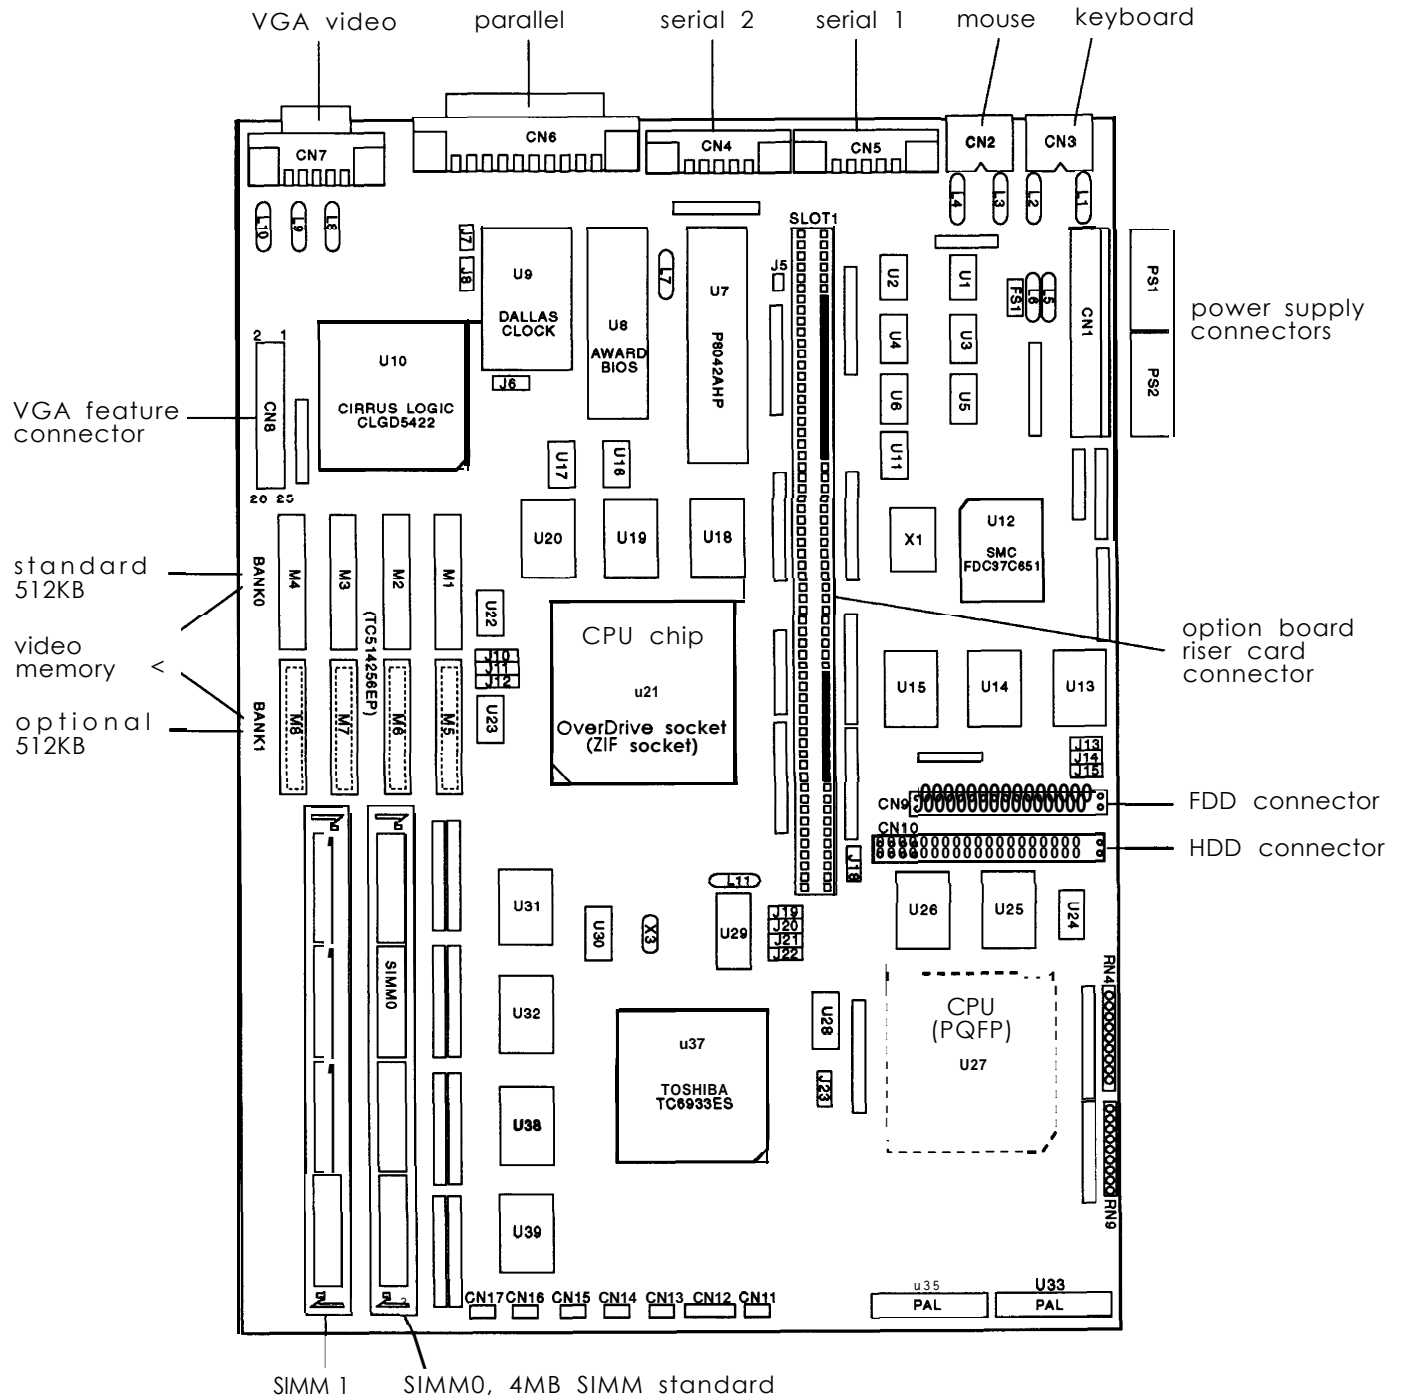 VGA video
parallel
serial 2
serial 1
mouse
keyboard
CN7
CN6
CN4
CN5
CN2
CN3
L10
L9
L8
L4
L3
L2
L1
SLOT1
J7
J8
U9
DALLAS
CLOCK
J6
U8
AWARD
BIOS
L7
U7
P8042AHP
J5
U2
U1
U4
U3
U6
U5
U11
FS1
L6
L5
CN1
PS1
PS2
power supply
connectors
2 1
CN8
20 25
VGA feature
connector
U10
CIRRUS LOGIC
CLGD5422
U17
U16
U20
U19
U18
X1
U12
SMC
FDC37C651
standard
512KB
video
memory <
optional
512KB
BANK0
BANK1
M4
M3
M2
M1
(TC514256EP)
M8
M7
M6
M5
U22
J10
J11
J12
U23
CPU chip
u21
OverDrive socket
(ZIF socket)
option board
riser card
connector
U15
U14
U13
J13
J14
J15
CN9
FDD connector
CN10
HDD connector
J18
L11
U31
U30
X3
U29
J19
J20
J21
J22
U26
U25
U24
SIMM0
U32
u37
TOSHIBA
TC6933ES
U28
J23
CPU
(PQFP)
U27
RN4
RN9
U38
U39
CN17
CN16
CN15
CN14
CN13
CN12
CN11
u35
PAL
U33
PAL
SIMM 1
SIMM0, 4MB SIMM standard